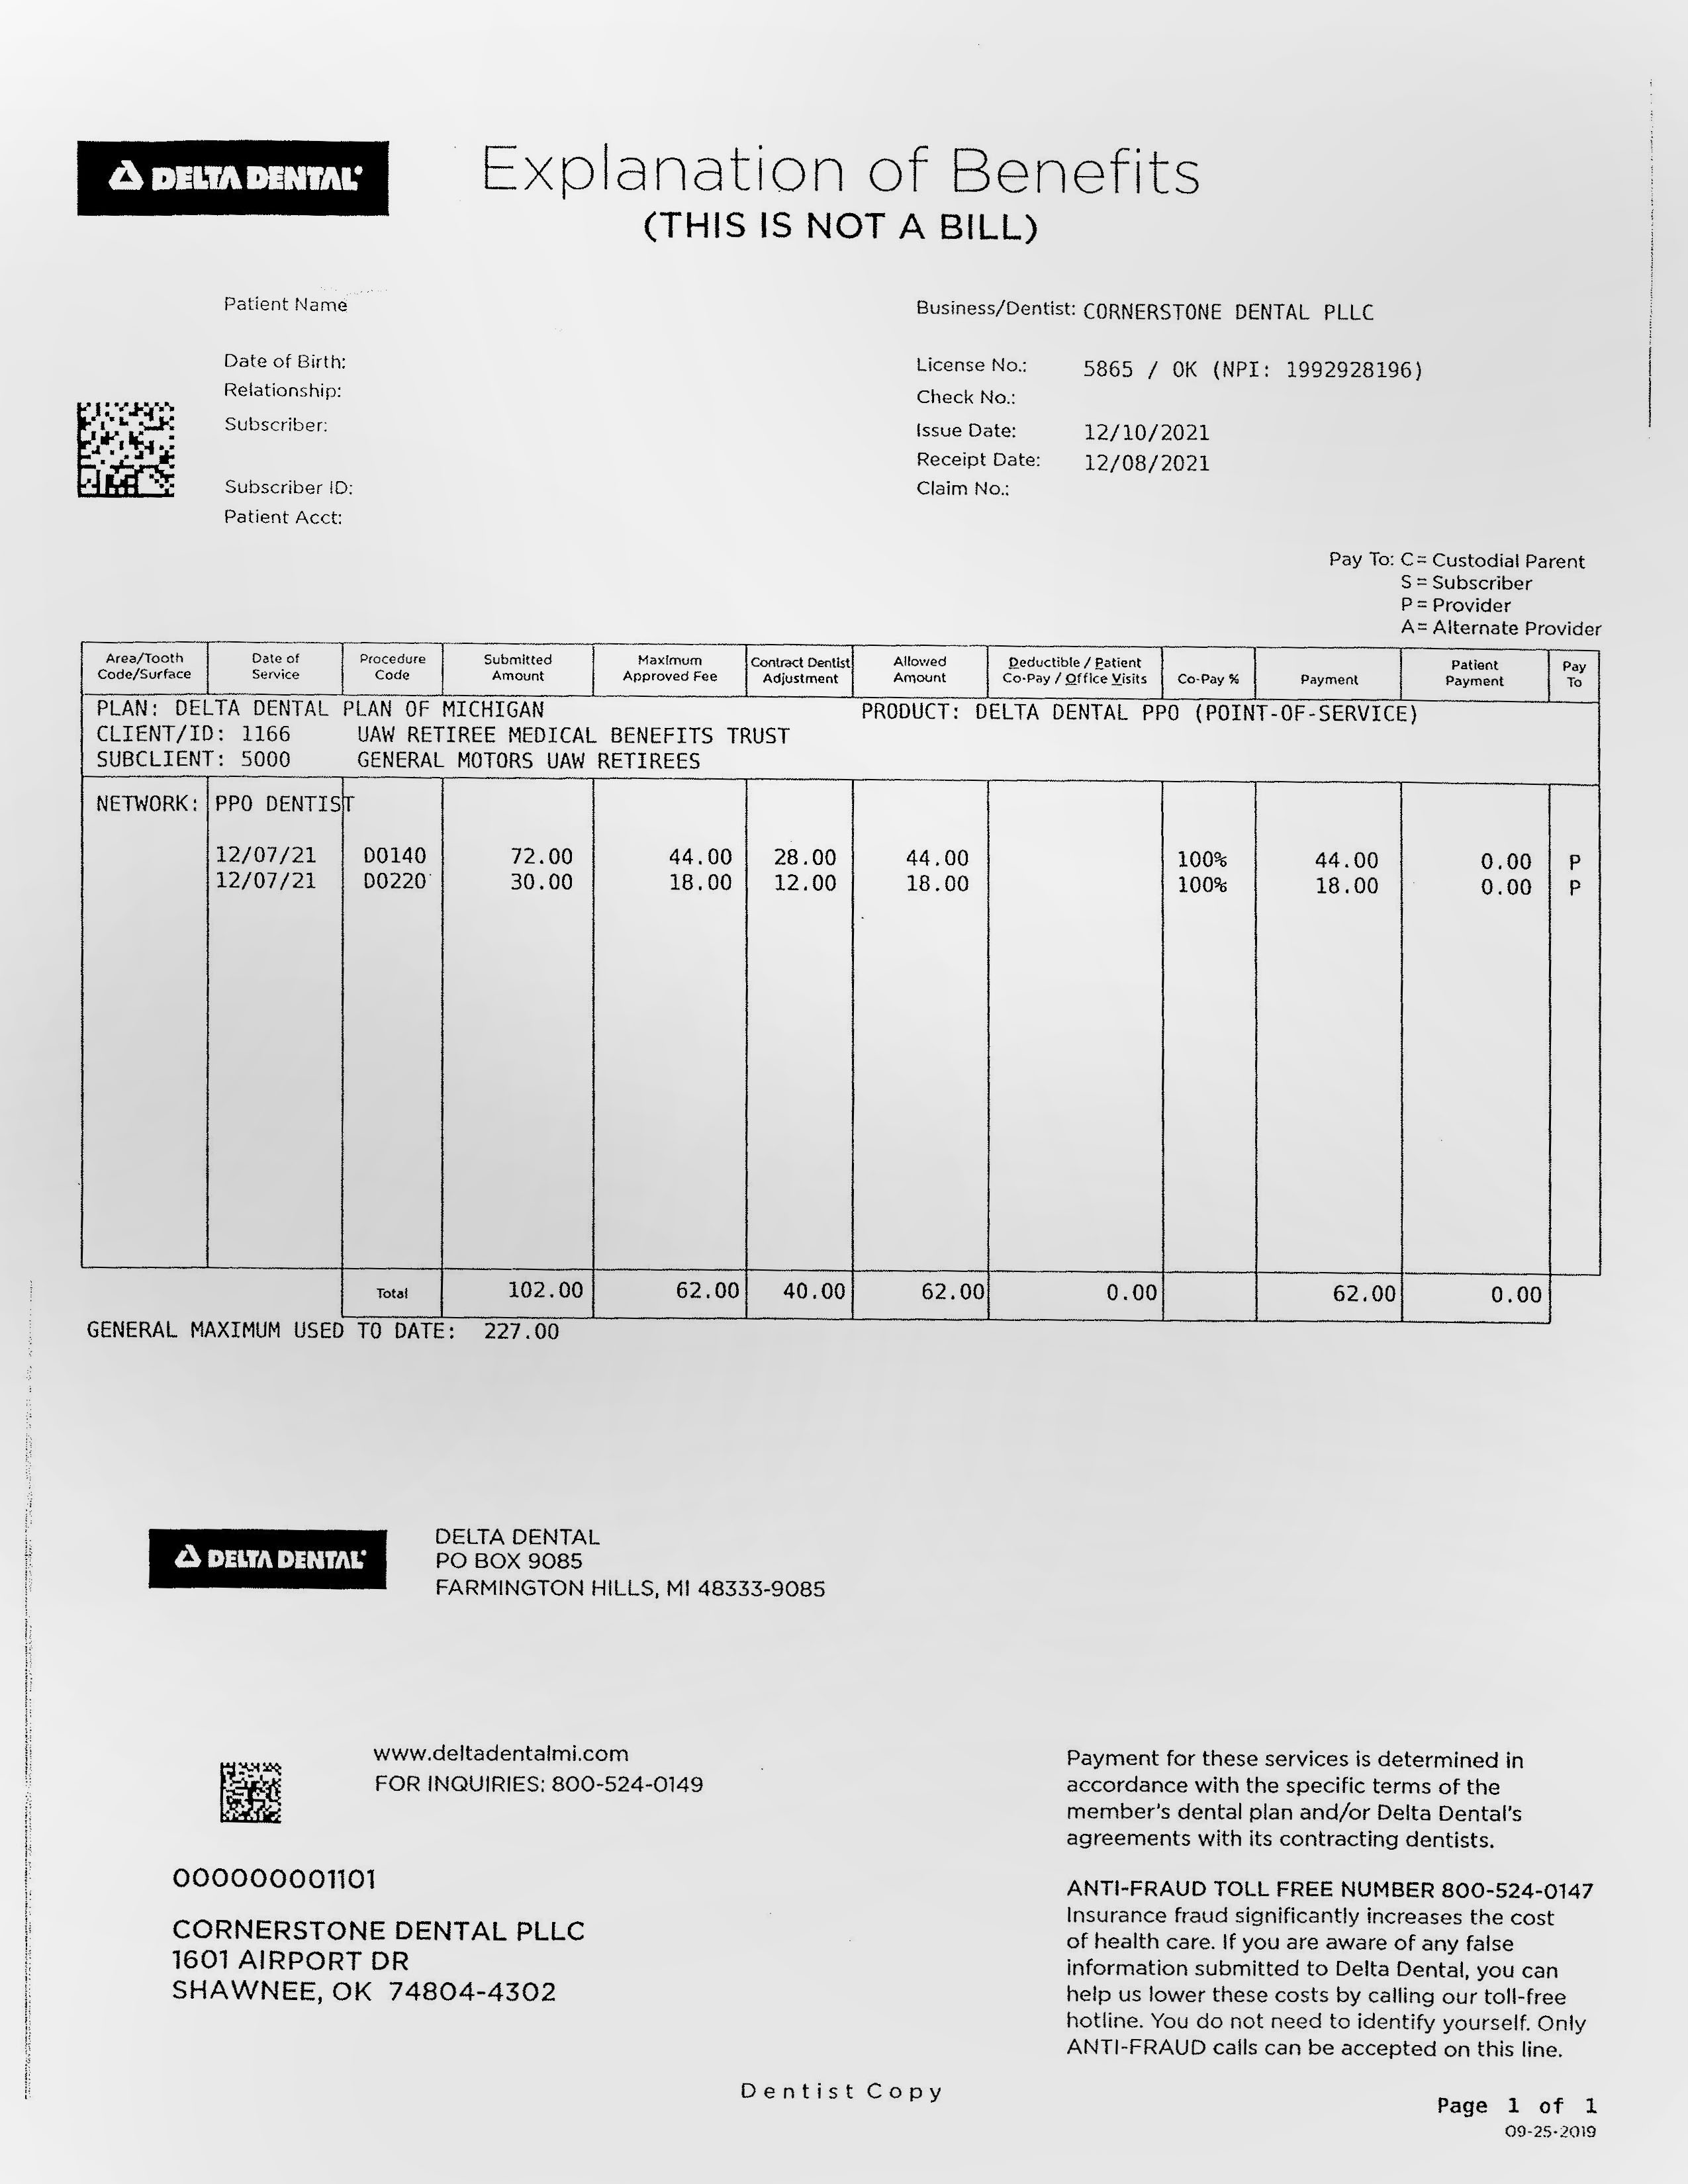 DELTA DENTAL
Explanation of Benefits
(THIS IS NOT A BILL)
Patient Name
Date of Birth:
Relationship:
Subscriber:
Subscriber ID:
Patient Acct:
Business/Dentist: CORNERSTONE DENTAL PLLC
License No.: 5865 / OK (NPI: 1992928196)
Check No.:
Issue Date: 12/10/2021
Receipt Date: 12/08/2021
Claim No.:
Pay To: C = Custodial Parent
S = Subscriber
P = Provider
A = Alternate Provider
Area/Tooth Code/Surface Date of Service Procedure Code Submitted Amount Maximum Approved Fee Contract Dentist Adjustment Allowed Amount Deductible / Patient Co-Pay / Office Visits Co-Pay % Payment Patient Payment Pay To
PLAN: DELTA DENTAL PLAN OF MICHIGAN PRODUCT: DELTA DENTAL PPO (POINT-OF-SERVICE)
CLIENT/ID: 1166 UAW RETIREE MEDICAL BENEFITS TRUST
SUBCLIENT: 5000 GENERAL MOTORS UAW RETIREES
NETWORK: PPO DENTIST
12/07/21 D0140 72.00 44.00 28.00 44.00 100% 44.00 0.00 P
12/07/21 D0220 30.00 18.00 12.00 18.00 100% 18.00 0.00 P
Total 102.00 62.00 40.00 62.00 0.00 62.00 0.00
GENERAL MAXIMUM USED TO DATE: 227.00
DELTA DENTAL
DELTA DENTAL
PO BOX 9085
FARMINGTON HILLS, MI 48333-9085
www.deltadentalmi.com
FOR INQUIRIES: 800-524-0149
000000001101
CORNERSTONE DENTAL PLLC
1601 AIRPORT DR
SHAWNEE, OK 74804-4302
Payment for these services is determined in
accordance with the specific terms of the
member's dental plan and/or Delta Dental's
agreements with its contracting dentists.
ANTI-FRAUD TOLL FREE NUMBER 800-524-0147
Insurance fraud significantly increases the cost
of health care. If you are aware of any false
information submitted to Delta Dental, you can
help us lower these costs by calling our toll-free
hotline. You do not need to identify yourself. Only
ANTI-FRAUD calls can be accepted on this line.
Dentist Copy
Page 1 of 1
09-25-2019